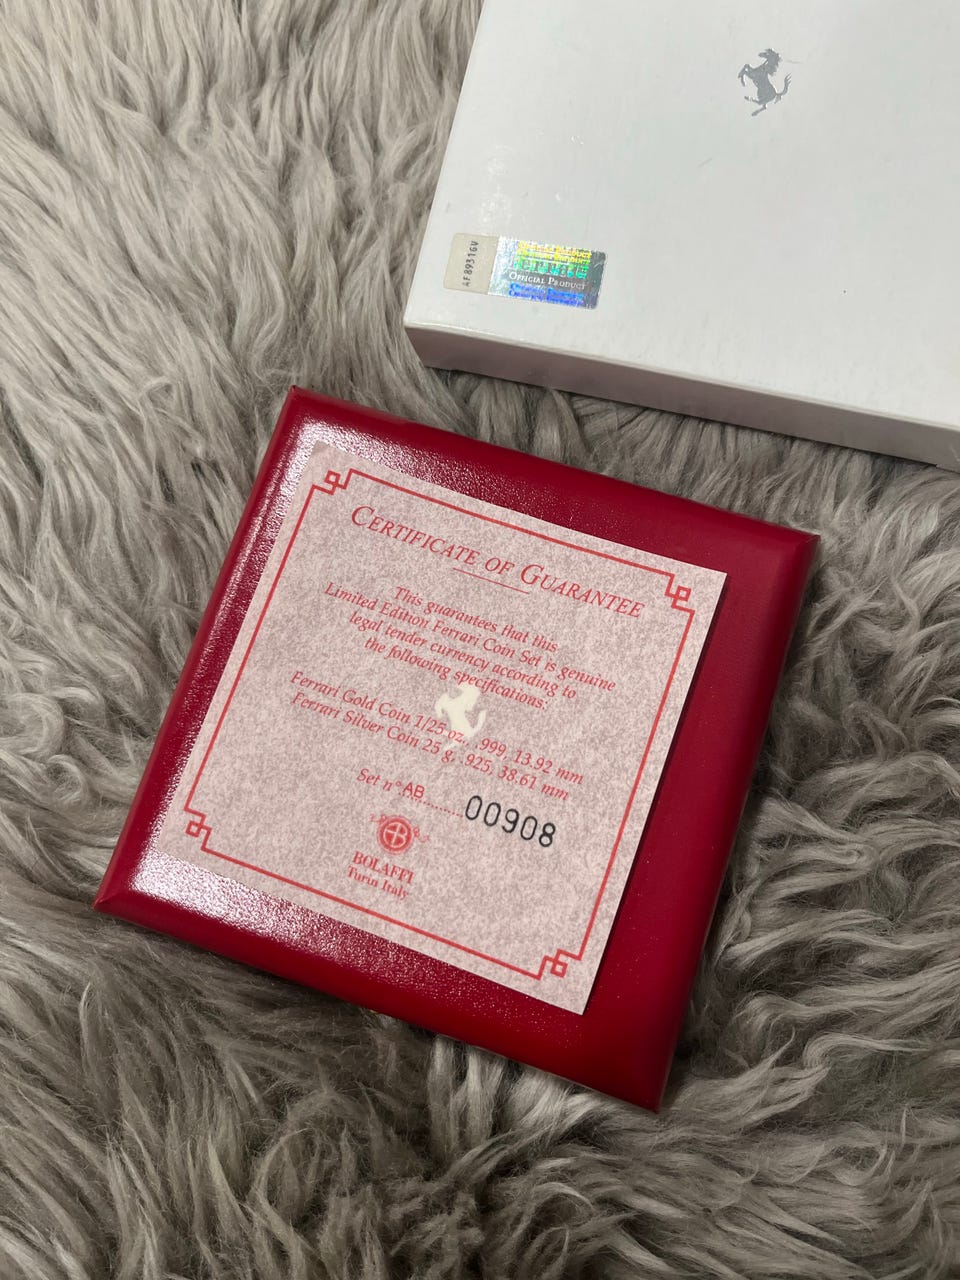 AF8931GV
OFFICIAL PRODUCT
CERTIFICATE OF GUARANTEE
This guarantees that this
Limited Edition Ferrari Coin Set is genuine
legal tender currency according to
the following specifications:
Ferrari Gold Coin 1/25 oz., .999, 13.92 mm
Ferrari Silver Coin 25 g, .925, 38.61 mm
Set n° AB.......... 00908
BOLAFFI
Turin Italy